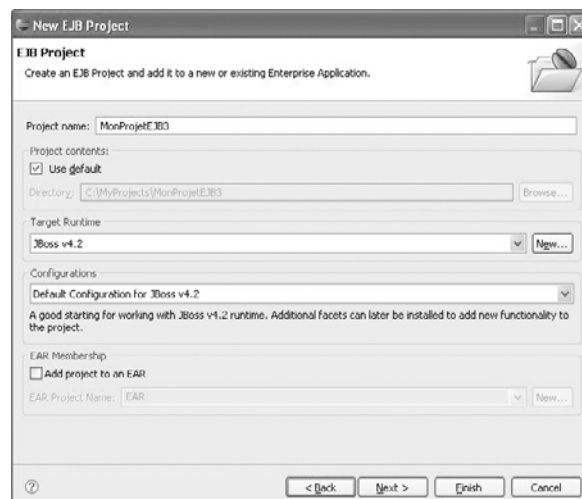 New EJB Project
EJB Project
Create an EJB Project and add it to a new or existing Enterprise Application.
Project name: MonProjetEJB3
Project contents:
Use default
Directory: C:\MyProjects\MonProjetEJB3 Browse...
Target Runtime
JBoss v4.2 New...
Configurations
Default Configuration for JBoss v4.2
A good starting for working with JBoss v4.2 runtime. Additional facets can later be installed to add new functionality to
the project.
EAR Membership
Add project to an EAR
EAR Project Name: EAR New...
? < Back Next > Finish Cancel